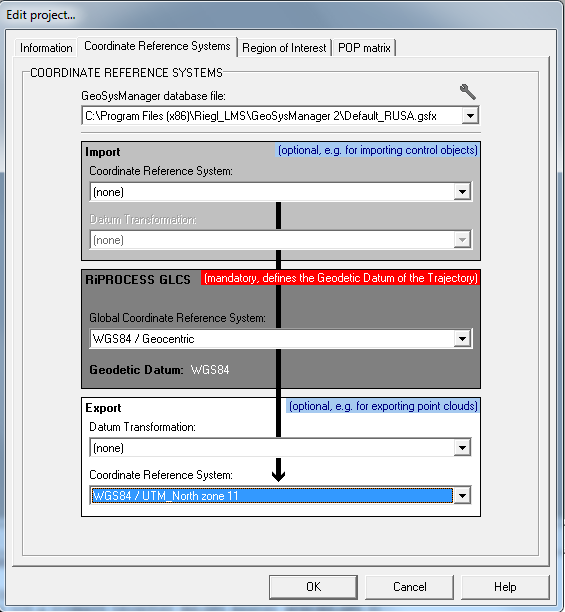 Edit project...
Information
Coordinate Reference Systems
Region of Interest
POP matrix
COORDINATE REFERENCE SYSTEMS
GeoSysManager database file:
C:\Program Files (x86)\Riegl_LMS\GeoSysManager 2\Default_RUSA.gsfx
Import
(optional, e.g. for importing control objects)
Coordinate Reference System:
(none)
Datum Transformation:
(none)
RiPROCESS GLCS
(mandatory, defines the Geodetic Datum of the Trajectory)
Global Coordinate Reference System:
WGS84 / Geocentric
Geodetic Datum: WGS84
Export
(optional, e.g. for exporting point clouds)
Datum Transformation:
(none)
Coordinate Reference System:
WGS84 / UTM_North zone 11
OK
Cancel
Help